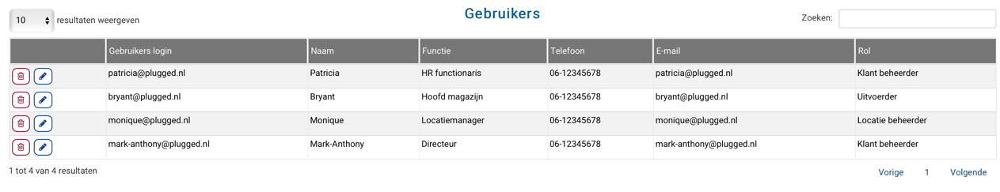 Gebruikers
10 resultaten weergeven
Zoeken:
Gebruikers login Naam Functie Telefoon E-mail Rol
patricia@plugged.nl Patricia HR functionaris 06-12345678 patricia@plugged.nl Klant beheerder
bryant@plugged.nl Bryant Hoofd magazijn 06-12345678 bryant@plugged.nl Uitvoerder
monique@plugged.nl Monique Locatiemanager 06-12345678 monique@plugged.nl Locatie beheerder
mark-anthony@plugged.nl Mark-Anthony Directeur 06-12345678 mark-anthony@plugged.nl Klant beheerder
1 tot 4 van 4 resultaten
Vorige 1 Volgende